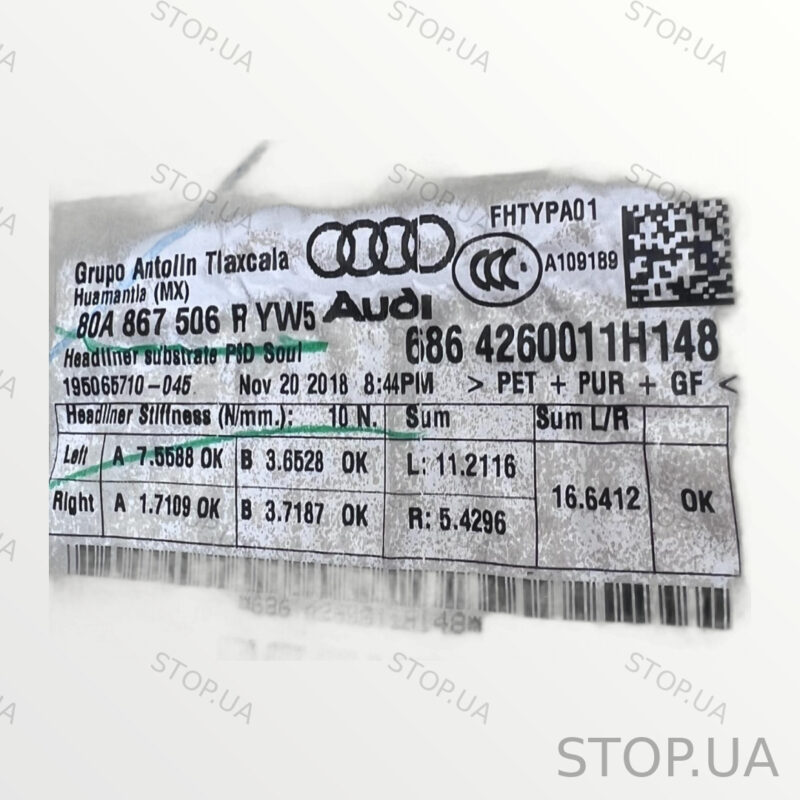 FHTYPA01
Grupo Antolin Tlaxcala
Huamantla (MX)
CCC
A109189
80A 867 506 R YW5
Audi
686 4260011H148
Headliner substrate PSD Soul
195065710-045 Nov 20 2018 8:44PM > PET + PUR + GF <
Headliner Stiffness (N/mm.): 10 N. Sum Sum L/R
Left A 7.5588 OK B 3.6528 OK L: 11.2116
16.6412 OK
Right A 1.7109 OK B 3.7187 OK R: 5.4296
STOP.UA